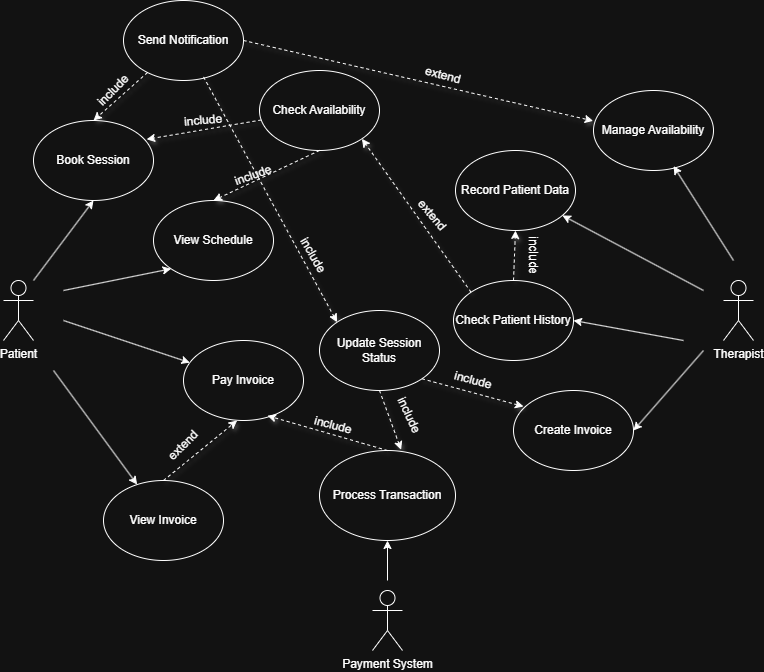 Send Notification
extend
include
Check Availability
include
Manage Availability
Book Session
include
Record Patient Data
extend
View Schedule
include
include
Check Patient History
Update Session
Status
Patient
Therapist
Pay Invoice
include
include
include
Create Invoice
extend
Process Transaction
View Invoice
Payment System